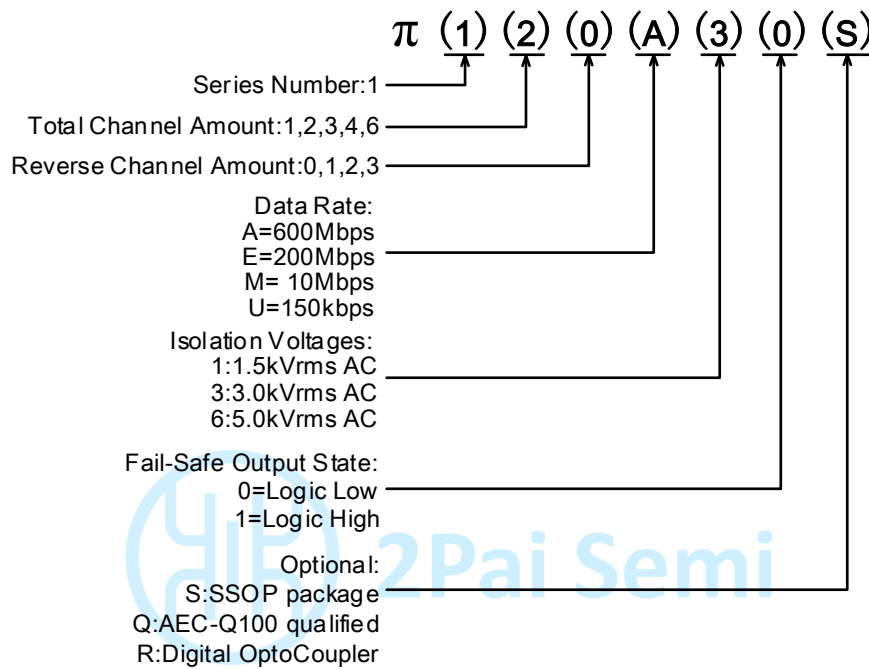 π (1) (2) (0) (A) (3) (0) (S)
Series Number:1
Total Channel Amount:1,2,3,4,6
Reverse Channel Amount:0,1,2,3
Data Rate:
A=600Mbps
E=200Mbps
M= 10Mbps
U=150kbps
Isolation Voltages:
1:1.5kVrms AC
3:3.0kVrms AC
6:5.0kVrms AC
Fail-Safe Output State:
0=Logic Low
1=Logic High
2Pai Semi
Optional:
S:SSOP package
Q:AEC-Q100 qualified
R:Digital OptoCoupler